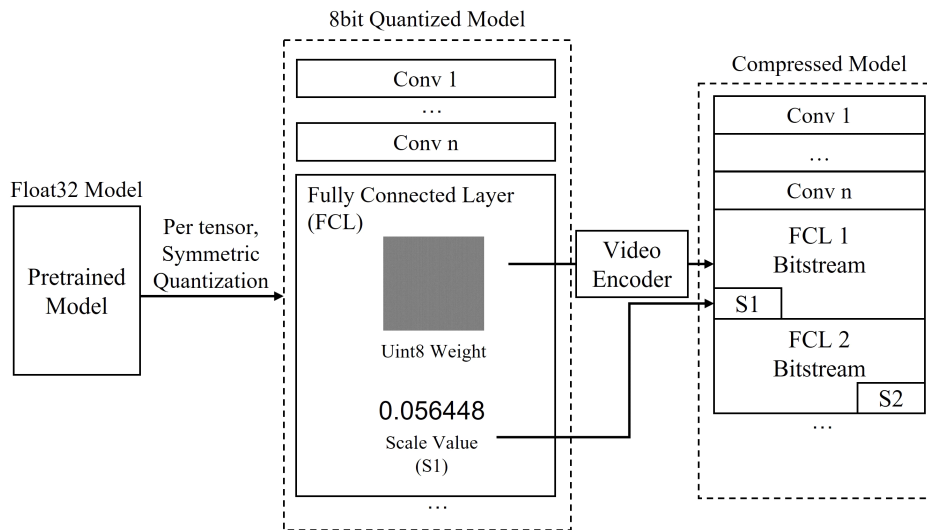 8bit Quantized Model
Conv 1
...
Conv n
Fully Connected Layer
(FCL)
Uint8 Weight
0.056448
Scale Value
(S1)
...
Float32 Model
Pretrained
Model
Per tensor,
Symmetric
Quantization
Video
Encoder
Compressed Model
Conv 1
...
Conv n
FCL 1
Bitstream
S1
FCL 2
Bitstream
S2
...